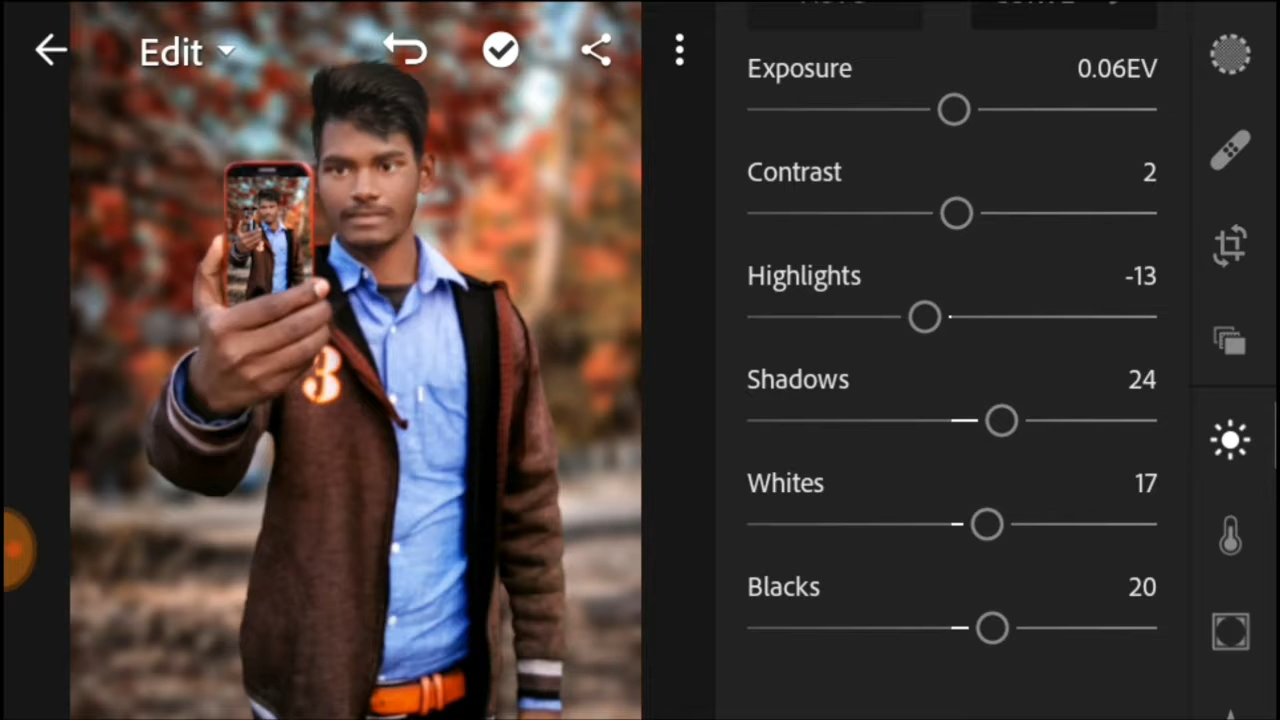 Edit
Exposure 0.06EV
Contrast 2
Highlights -13
Shadows 24
Whites 17
Blacks 20
3